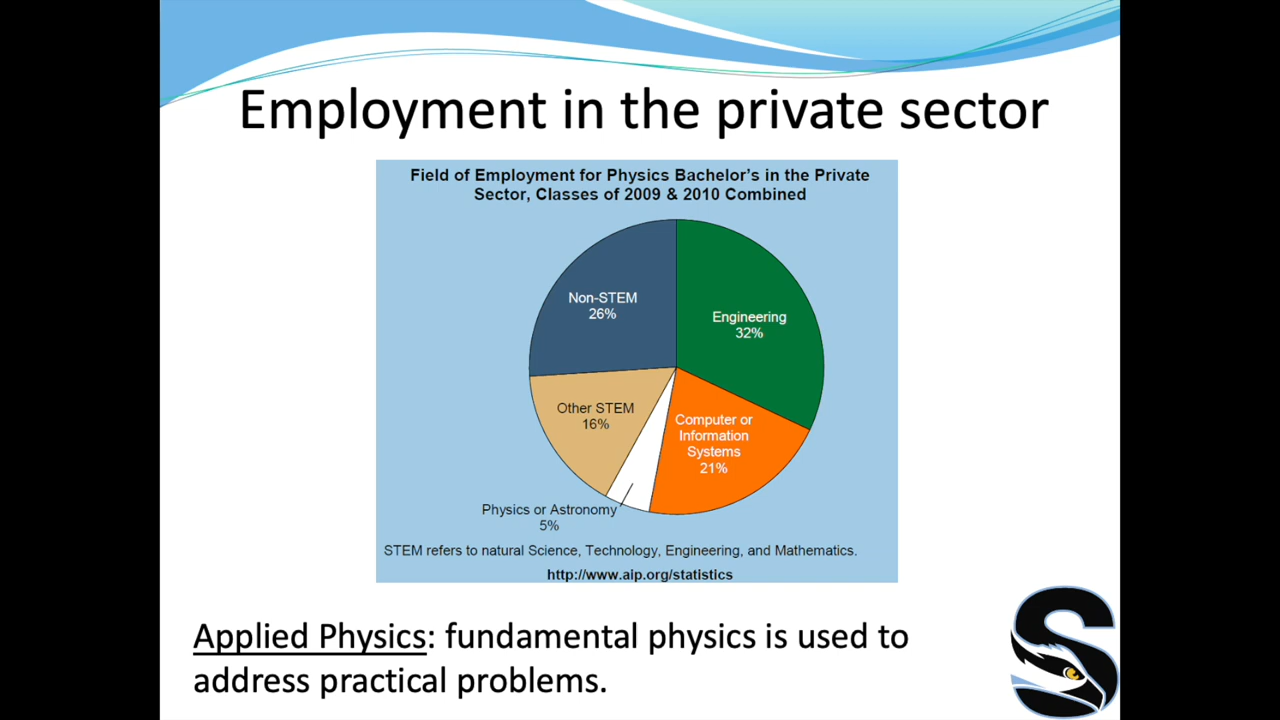 Employment in the private sector
Field of Employment for Physics Bachelor's in the Private
Sector, Classes of 2009 & 2010 Combined
Non-STEM
26%
Engineering
32%
Other STEM
16%
Computer or
Information
Systems
21%
Physics or Astronomy
5%
STEM refers to natural Science, Technology, Engineering, and Mathematics.
http://www.aip.org/statistics
Applied Physics: fundamental physics is used to
address practical problems.
S